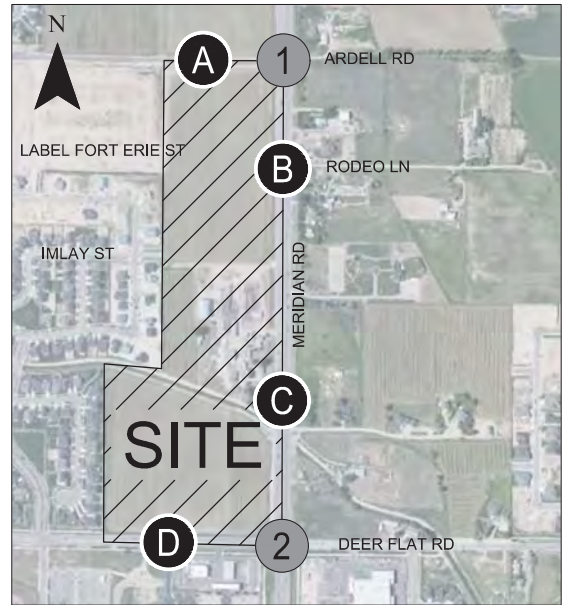 N
A
1
ARDELL RD
LABEL FORT ERIE ST
B
RODEO LN
IMLAY ST
MERIDIAN RD
C
SITE
D
2
DEER FLAT RD